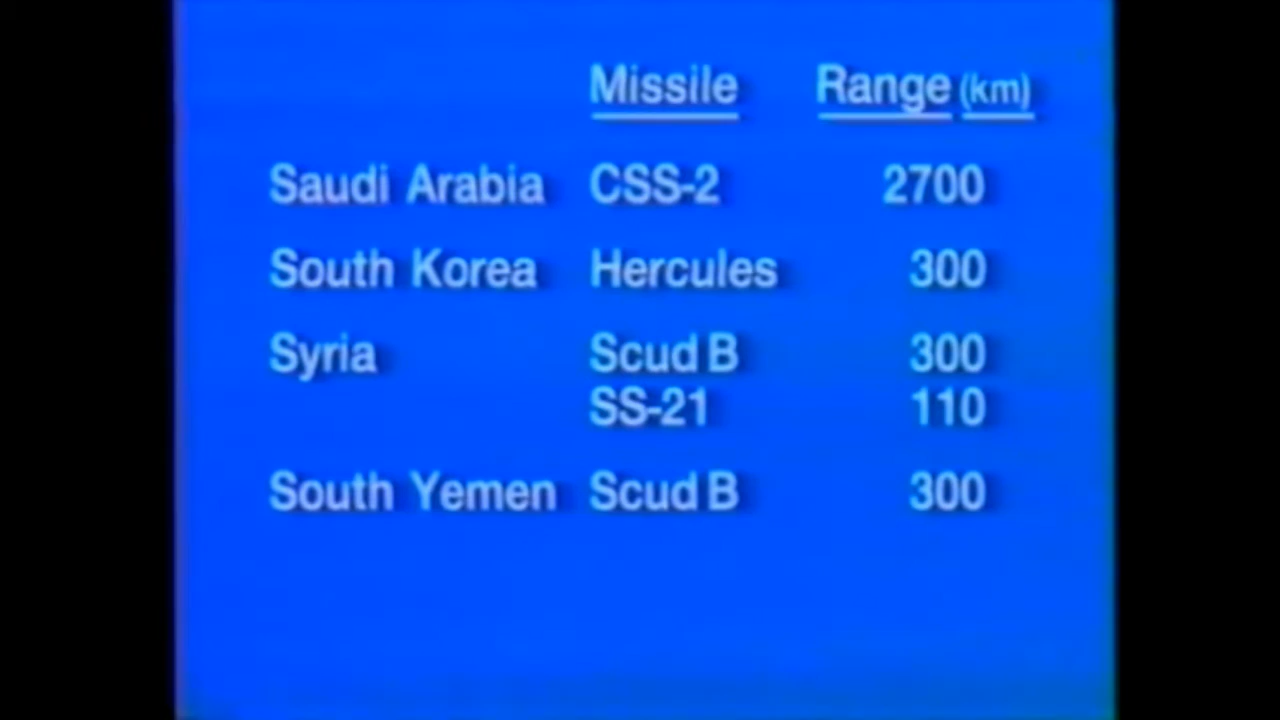 Missile Range (km)
Saudi Arabia CSS-2 2700
South Korea Hercules 300
Syria Scud B 300
SS-21 110
South Yemen Scud B 300